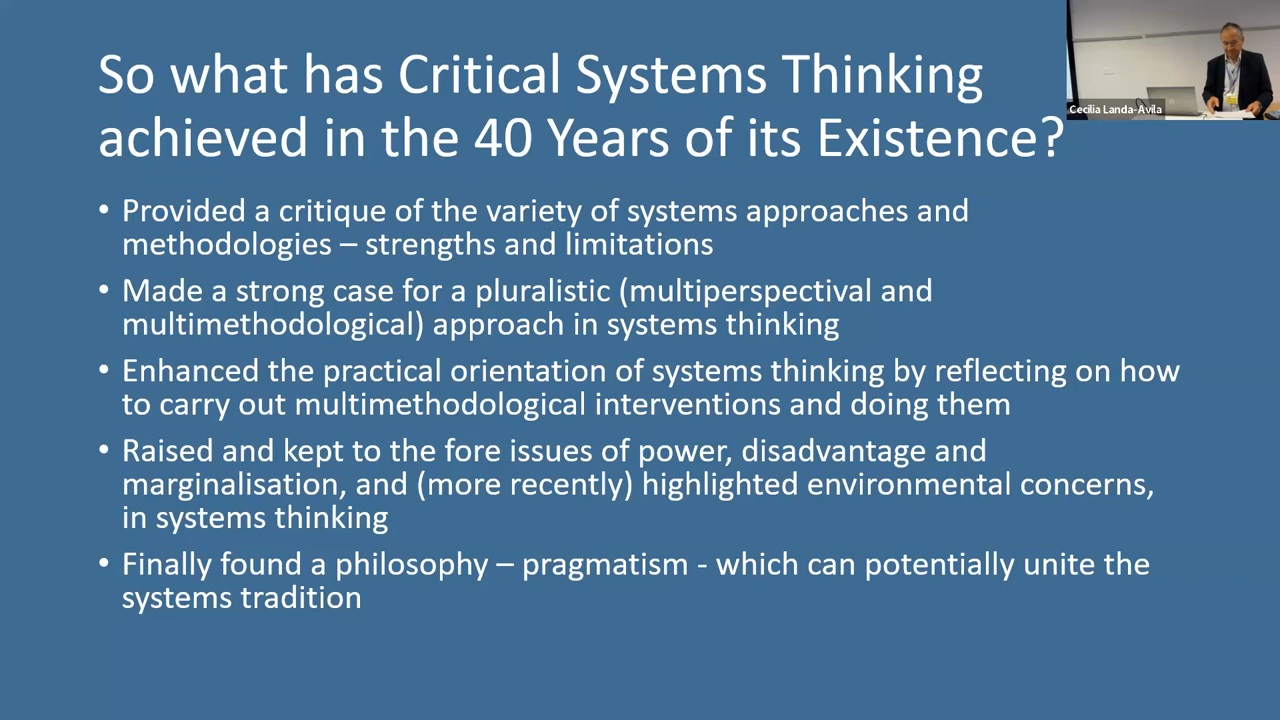 So what has Critical Systems Thinking
achieved in the 40 Years of its Existence?
Cecilia Landa-Avila
• Provided a critique of the variety of systems approaches and
methodologies – strengths and limitations
• Made a strong case for a pluralistic (multiperspectival and
multimethodological) approach in systems thinking
• Enhanced the practical orientation of systems thinking by reflecting on how
to carry out multimethodological interventions and doing them
• Raised and kept to the fore issues of power, disadvantage and
marginalisation, and (more recently) highlighted environmental concerns,
in systems thinking
• Finally found a philosophy – pragmatism - which can potentially unite the
systems tradition